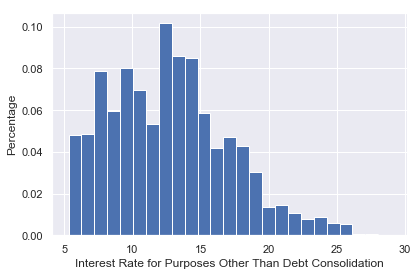 0.10
0.08
0.06
0.04
0.02
0.00
Percentage
5 10 15 20 25 30
Interest Rate for Purposes Other Than Debt Consolidation